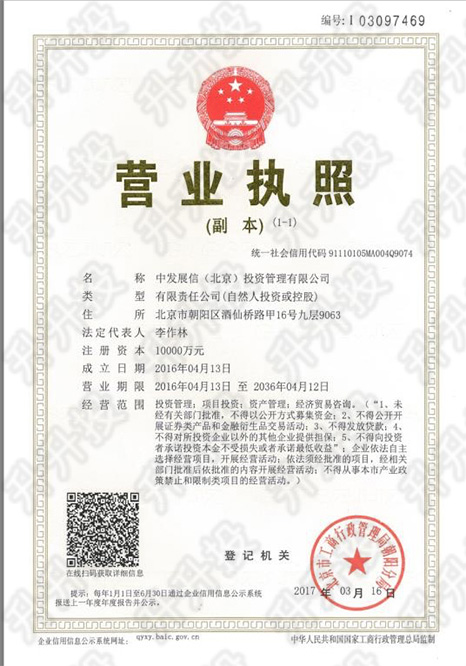 编号: I 03097469
营业执照
(副 本) (1-1)
统一社会信用代码 91110105MA004Q9074
名 称 中发展信（北京）投资管理有限公司
类 型 有限责任公司(自然人投资或控股)
住 所 北京市朝阳区酒仙桥路甲16号九层9063
法定代表人 李作林
注册资本 10000万元
成立日期 2016年04月13日
营业期限 2016年04月13日 至 2036年04月12日
经营范围 投资管理；项目投资；资产管理；经济贸易咨询。（“1、未
经有关部门批准，不得以公开方式募集资金；2、不得公开开
展证券类产品和金融衍生品交易活动；3、不得发放贷款；4、
不得对所投资企业以外的其他企业提供担保；5、不得向投资
者承诺投资本金不受损失或者承诺最低收益”；企业依法自主
选择经营项目，开展经营活动；依法须经批准的项目，经相关
部门批准后依批准的内容开展经营活动；不得从事本市产业政
策禁止和限制类项目的经营活动。）
在线扫码获取详细信息
登记机关
北京市工商行政管理局朝阳分局
2017 年 03 月 16 日
提示：每年1月1日至6月30日通过企业信用信息公示系统
报送上一年度年度报告并公示。
企业信用信息公示系统网址: qyxy.baic.gov.cn
中华人民共和国国家工商行政管理总局监制